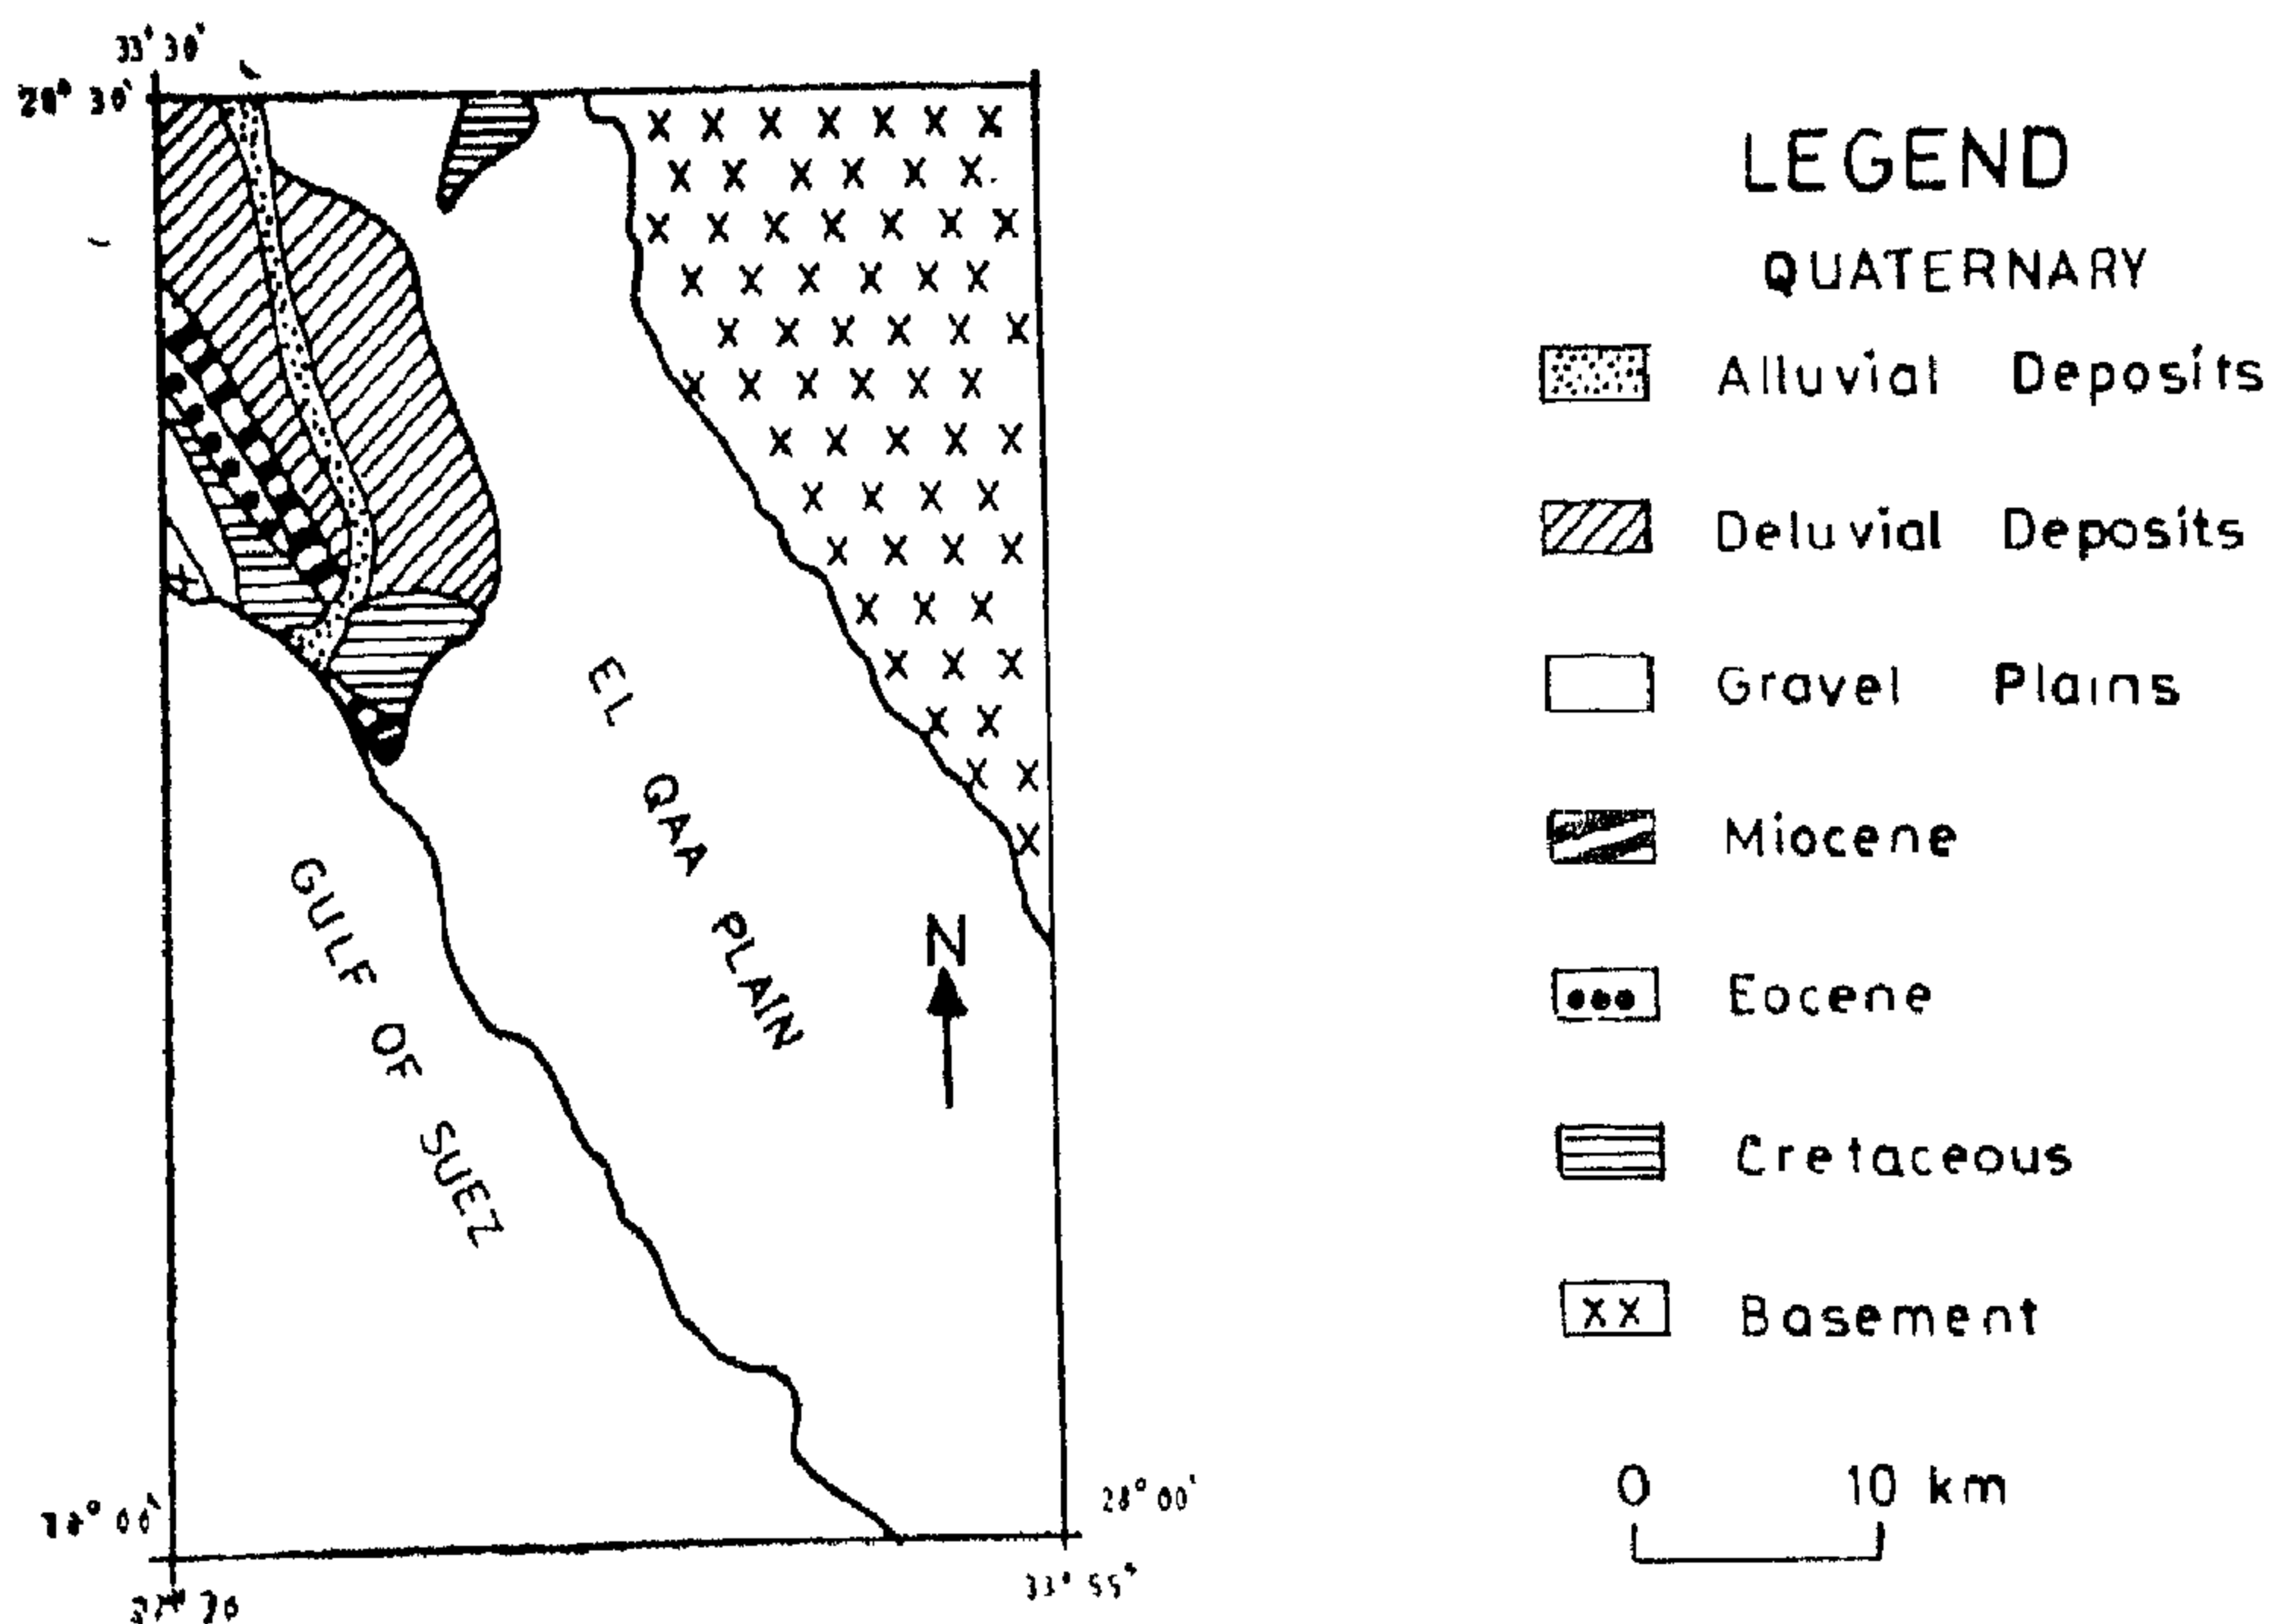 33° 30'
28° 30'
EL QAA PLAIN
GULF OF SUEZ
N
28° 00'
33° 55'
LEGEND
QUATERNARY
Alluvial Deposits
Deluvial Deposits
Gravel Plains
Miocene
Eocene
Cretaceous
xx Basement
0 10 km